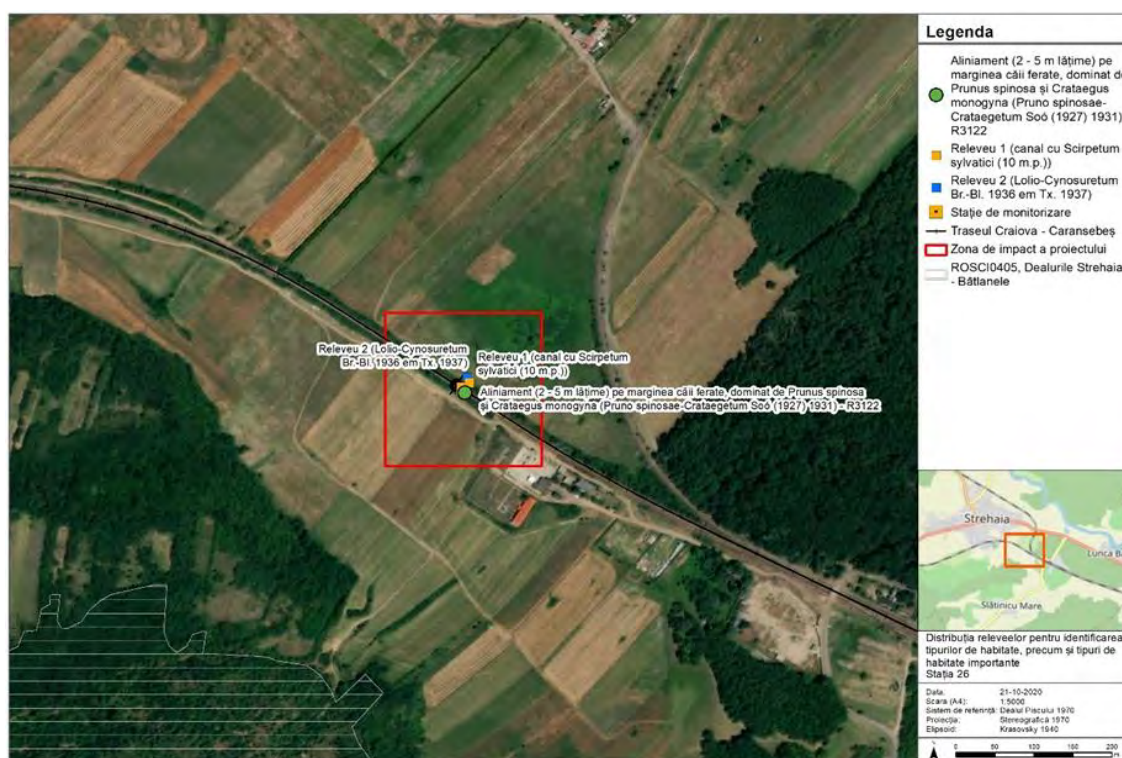 Legenda
Aliniament (2 - 5 m lățime) pe
marginea căii ferate, dominat de
Prunus spinosa și Crataegus
monogyna (Pruno spinosae-
Crataegetum Soó (1927) 1931)
R3122
Releveu 1 (canal cu Scirpetum
sylvatici (10 m.p.))
Releveu 2 (Lolio-Cynosuretum
Br.-Bl. 1936 em Tx. 1937)
Stație de monitorizare
Traseul Craiova - Caransebeș
Zona de impact a proiectului
ROSCI0405, Dealurile Strehaia
- Bâtlanele
Releveu 2 (Lolio-Cynosuretum
Br.-Bl. 1936 em Tx. 1937)
Releveu 1 (canal cu Scirpetum
sylvatici (10 m.p.))
Aliniament (2 - 5 m lățime) pe marginea căii ferate, dominat de Prunus spinosa
și Crataegus monogyna (Pruno spinosae-Crataegetum Soó (1927) 1931) - R3122
Strehaia
Lunca B
Slătinicu Mare
Distribuția releveelor pentru identificarea
tipurilor de habitate, precum și tipuri de
habitate importante
Stația 26
Data: 21-10-2020
Scara (A4): 1:5000
Sistem de referință: Dealul Piscului 1970
Proiecția: Stereografică 1970
Elipsoid: Krasovsky 1940
0 50 100 150 200